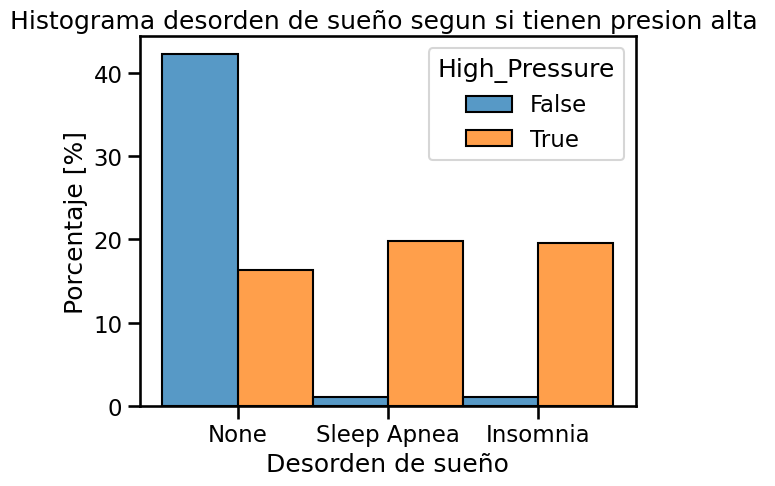 Histograma desorden de sueño segun si tienen presion alta
High_Pressure
False
True
Porcentaje [%]
40
30
20
10
0
None
Sleep Apnea
Insomnia
Desorden de sueño